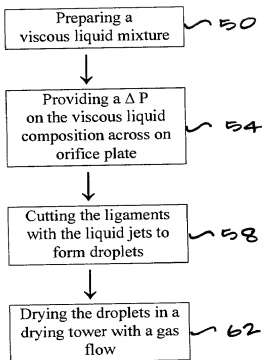 Preparing a
viscous liquid mixture
50
Providing a Δ P
on the viscous liquid
composition across on
orifice plate
54
Cutting the ligaments
with the liquid jets to
form droplets
58
Drying the droplets in a
drying tower with a gas
flow
62